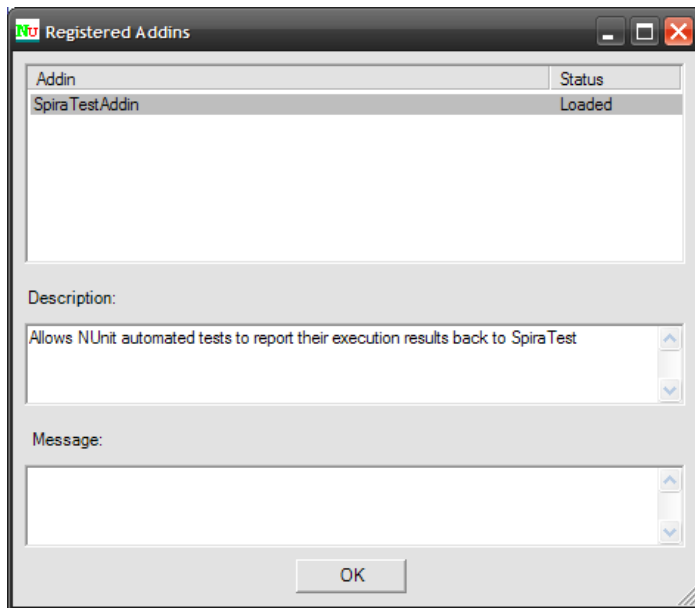 Nu Registered Addins
Addin Status
SpiraTestAddin Loaded
Description:
Allows NUnit automated tests to report their execution results back to SpiraTest
Message:
OK